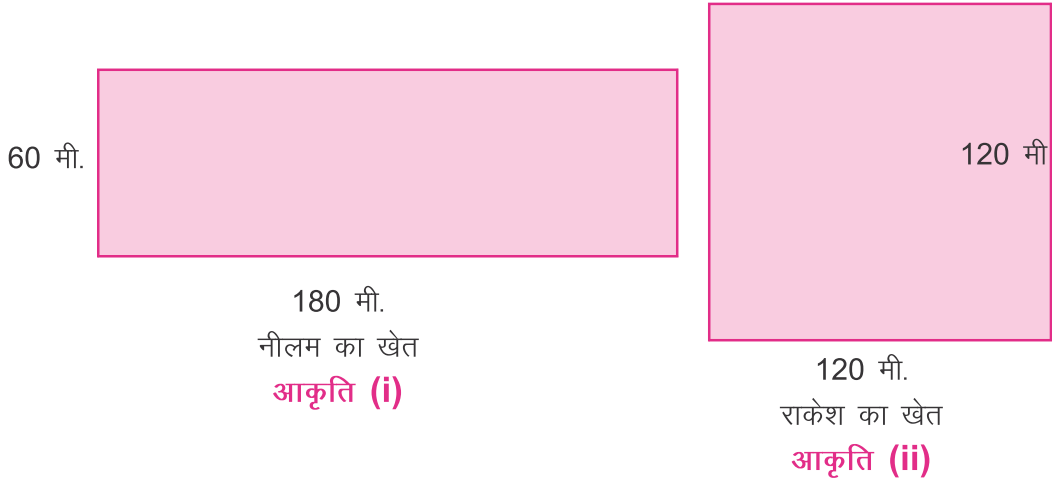 60 मी.
180 मी.
नीलम का खेत
आकृति (i)
120 मी
120 मी.
राकेश का खेत
आकृति (ii)